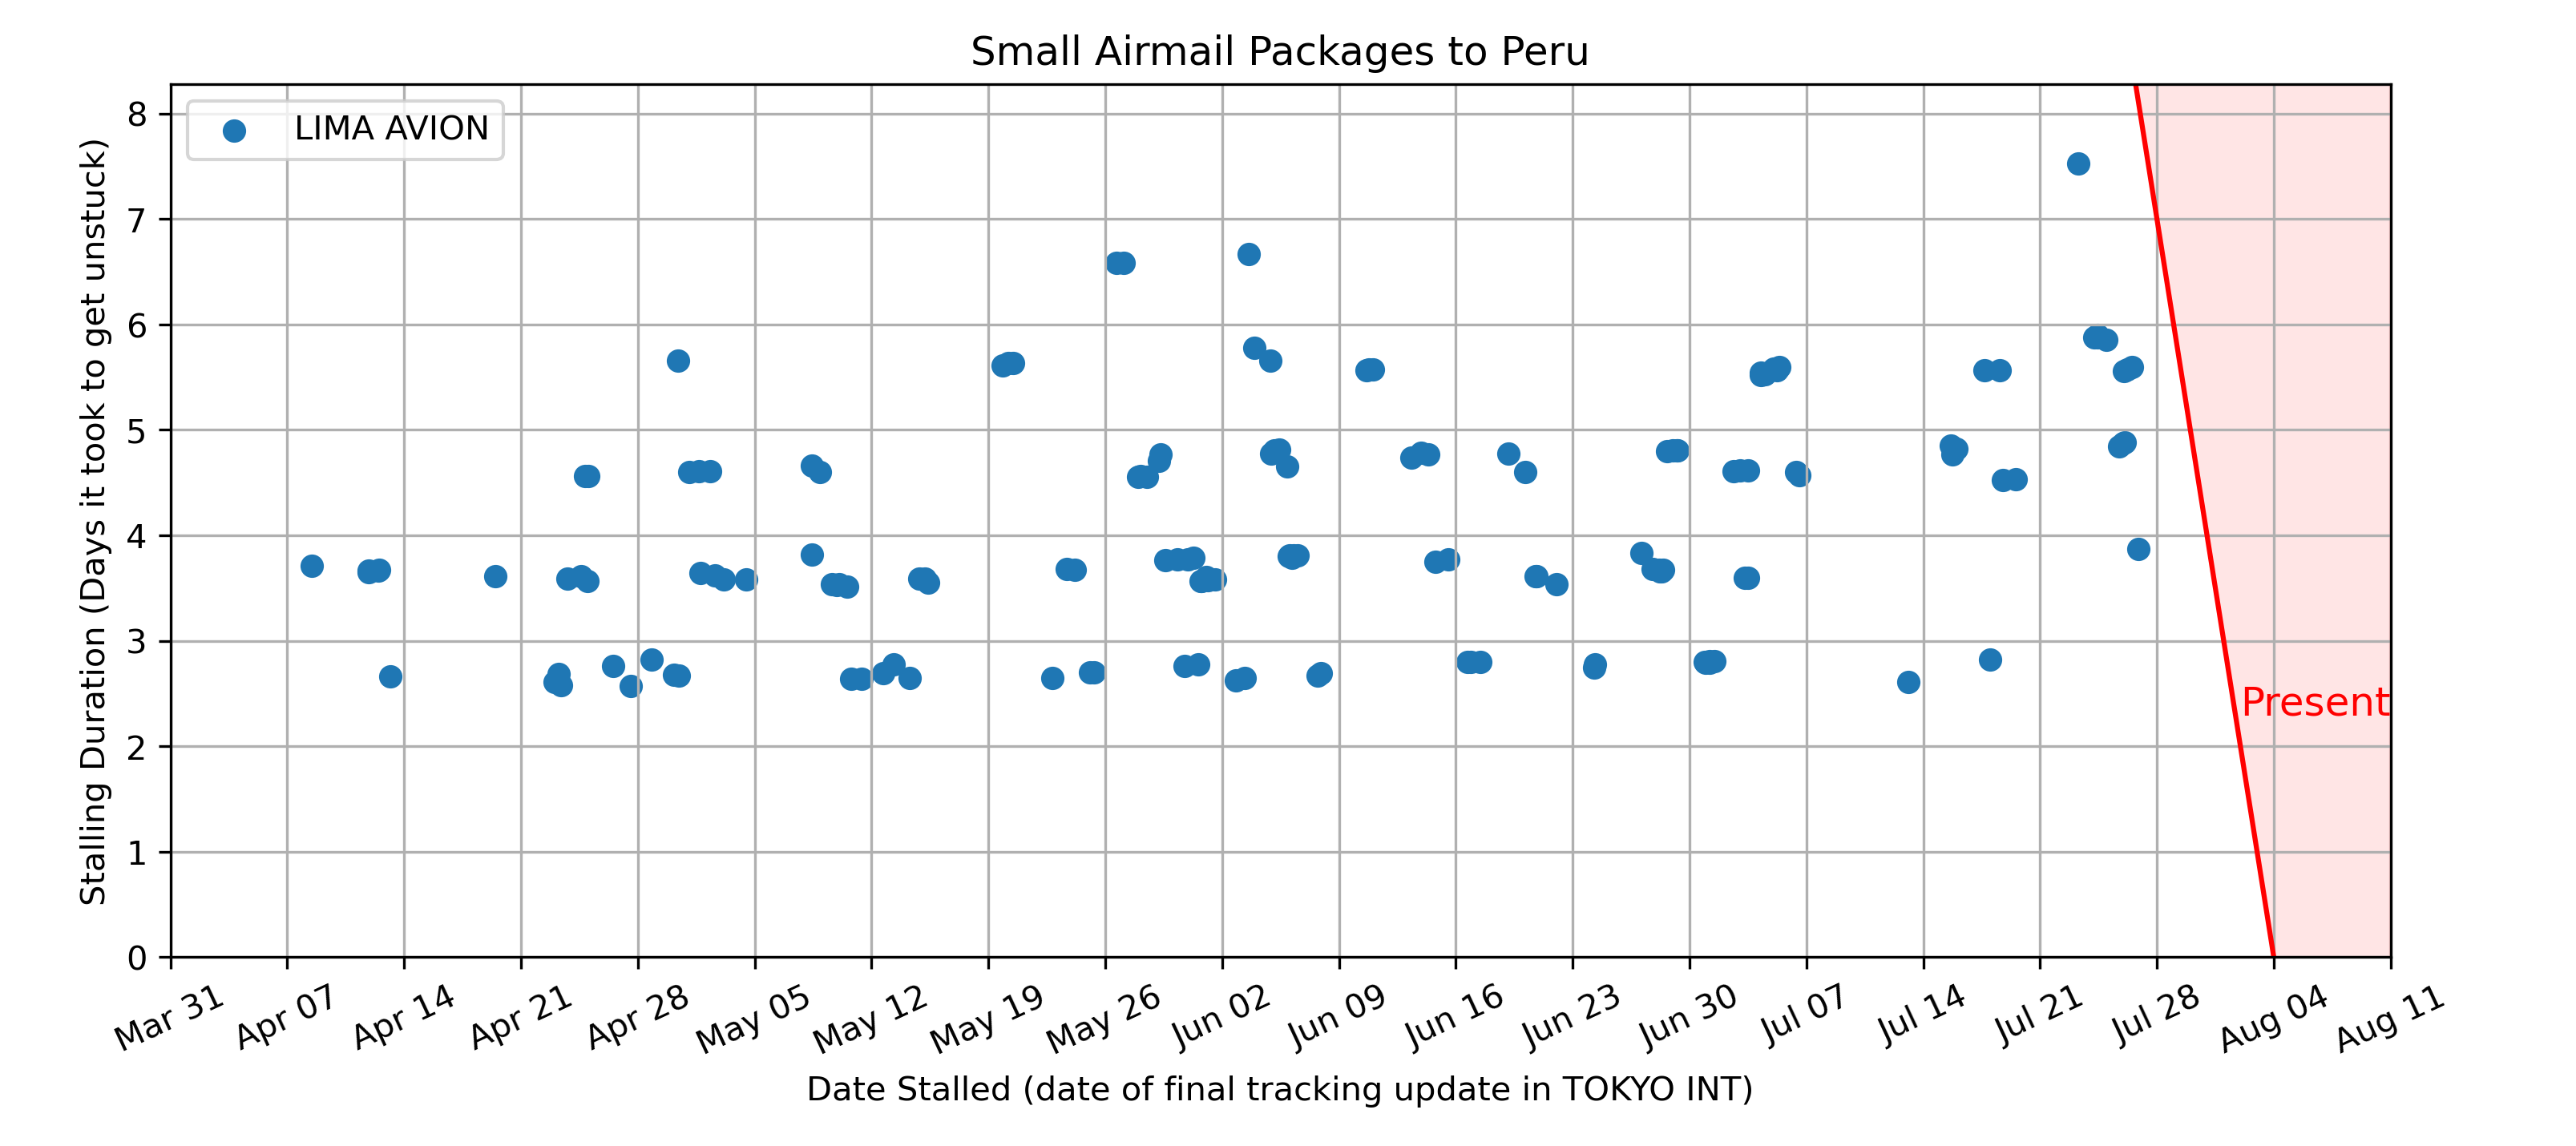 Small Airmail Packages to Peru
LIMA AVION
Stalling Duration (Days it took to get unstuck)
8
7
6
5
4
3
2
1
0
Present
Mar 31
Apr 07
Apr 14
Apr 21
Apr 28
May 05
May 12
May 19
May 26
Jun 02
Jun 09
Jun 16
Jun 23
Jun 30
Jul 07
Jul 14
Jul 21
Jul 28
Aug 04
Aug 11
Date Stalled (date of final tracking update in TOKYO INT)